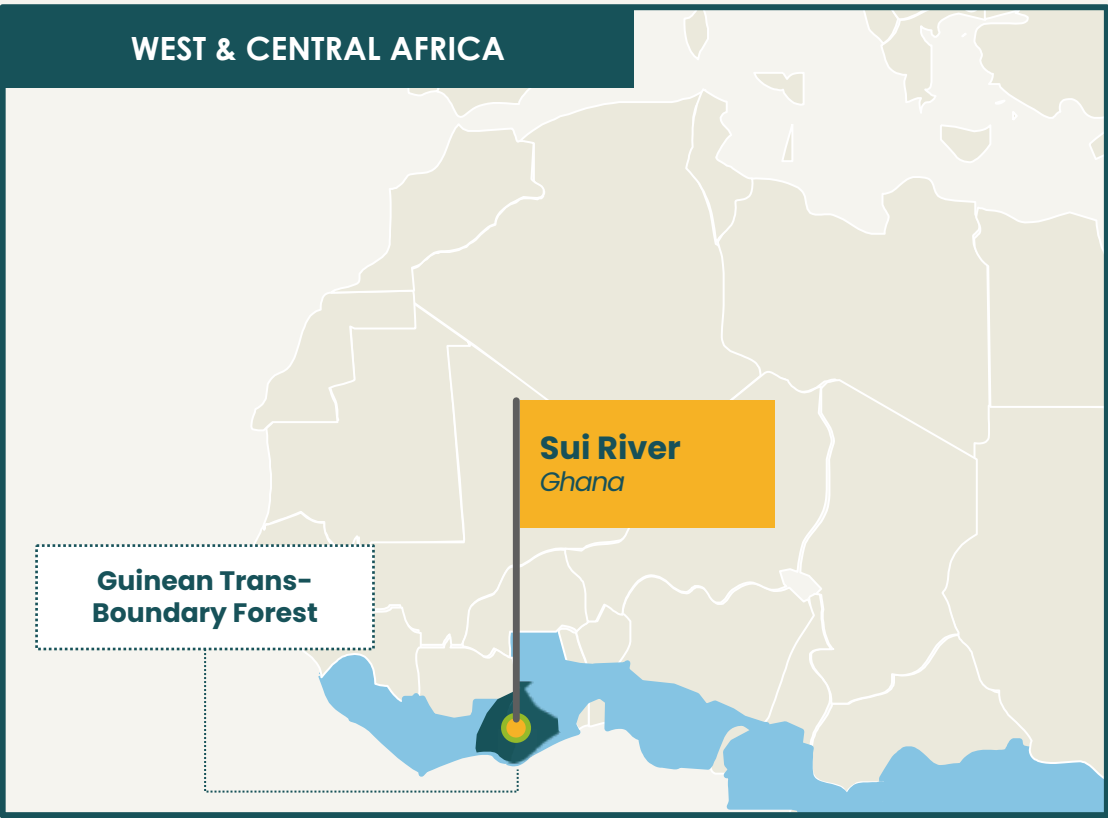 WEST & CENTRAL AFRICA
Sui River
Ghana
Guinean Trans-
Boundary Forest